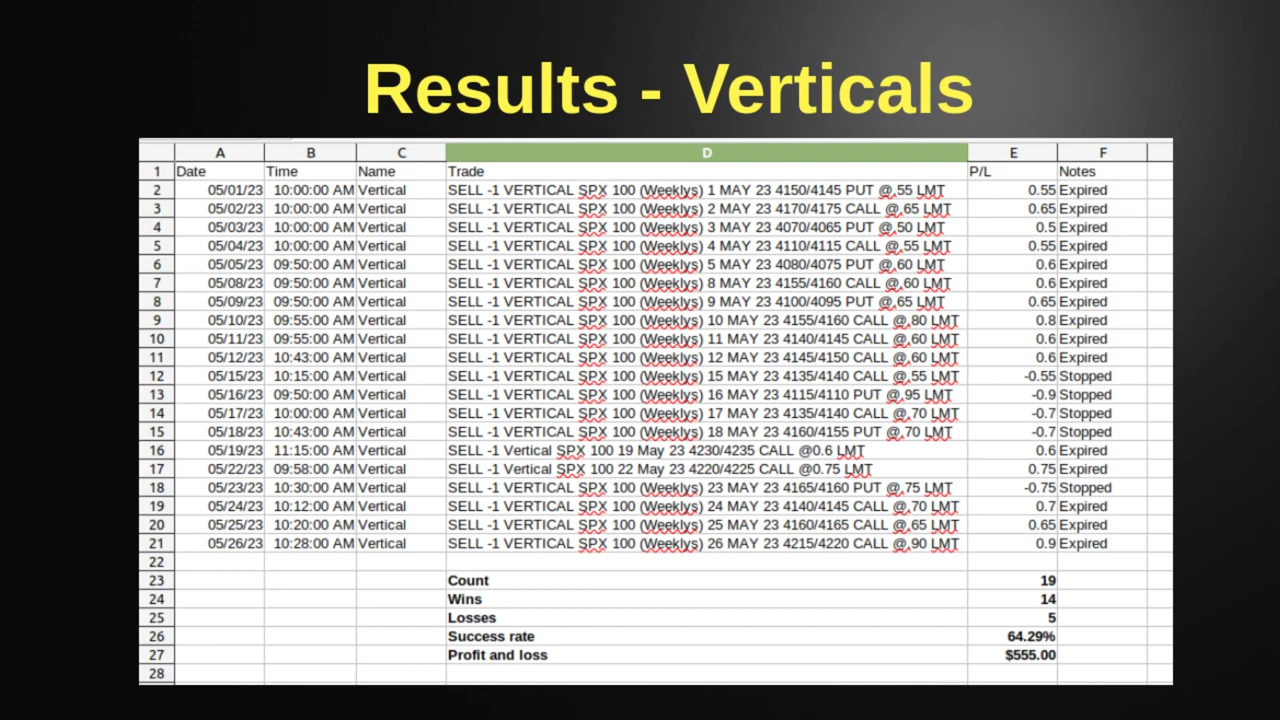 Results - Verticals
A B C D E F
1 Date Time Name Trade P/L Notes
2 05/01/23 10:00:00 AM Vertical SELL -1 VERTICAL SPX 100 (Weeklys) 1 MAY 23 4150/4145 PUT @.55 LMT 0.55 Expired
3 05/02/23 10:00:00 AM Vertical SELL -1 VERTICAL SPX 100 (Weeklys) 2 MAY 23 4170/4175 CALL @.65 LMT 0.65 Expired
4 05/03/23 10:00:00 AM Vertical SELL -1 VERTICAL SPX 100 (Weeklys) 3 MAY 23 4070/4065 PUT @.50 LMT 0.5 Expired
5 05/04/23 10:00:00 AM Vertical SELL -1 VERTICAL SPX 100 (Weeklys) 4 MAY 23 4110/4115 CALL @.55 LMT 0.55 Expired
6 05/05/23 09:50:00 AM Vertical SELL -1 VERTICAL SPX 100 (Weeklys) 5 MAY 23 4080/4075 PUT @.60 LMT 0.6 Expired
7 05/08/23 09:50:00 AM Vertical SELL -1 VERTICAL SPX 100 (Weeklys) 8 MAY 23 4155/4160 CALL @.60 LMT 0.6 Expired
8 05/09/23 09:50:00 AM Vertical SELL -1 VERTICAL SPX 100 (Weeklys) 9 MAY 23 4100/4095 PUT @.65 LMT 0.65 Expired
9 05/10/23 09:55:00 AM Vertical SELL -1 VERTICAL SPX 100 (Weeklys) 10 MAY 23 4155/4160 CALL @.80 LMT 0.8 Expired
10 05/11/23 09:55:00 AM Vertical SELL -1 VERTICAL SPX 100 (Weeklys) 11 MAY 23 4140/4145 CALL @.60 LMT 0.6 Expired
11 05/12/23 10:43:00 AM Vertical SELL -1 VERTICAL SPX 100 (Weeklys) 12 MAY 23 4145/4150 CALL @.60 LMT 0.6 Expired
12 05/15/23 10:15:00 AM Vertical SELL -1 VERTICAL SPX 100 (Weeklys) 15 MAY 23 4135/4140 CALL @.55 LMT -0.55 Stopped
13 05/16/23 09:50:00 AM Vertical SELL -1 VERTICAL SPX 100 (Weeklys) 16 MAY 23 4115/4110 PUT @.95 LMT -0.9 Stopped
14 05/17/23 10:00:00 AM Vertical SELL -1 VERTICAL SPX 100 (Weeklys) 17 MAY 23 4135/4140 CALL @.70 LMT -0.7 Stopped
15 05/18/23 10:43:00 AM Vertical SELL -1 VERTICAL SPX 100 (Weeklys) 18 MAY 23 4160/4155 PUT @.70 LMT -0.7 Stopped
16 05/19/23 11:15:00 AM Vertical SELL -1 Vertical SPX 100 19 May 23 4230/4235 CALL @0.6 LMT 0.6 Expired
17 05/22/23 09:58:00 AM Vertical SELL -1 Vertical SPX 100 22 May 23 4220/4225 CALL @0.75 LMT 0.75 Expired
18 05/23/23 10:30:00 AM Vertical SELL -1 VERTICAL SPX 100 (Weeklys) 23 MAY 23 4165/4160 PUT @.75 LMT -0.75 Stopped
19 05/24/23 10:12:00 AM Vertical SELL -1 VERTICAL SPX 100 (Weeklys) 24 MAY 23 4140/4145 CALL @.70 LMT 0.7 Expired
20 05/25/23 10:20:00 AM Vertical SELL -1 VERTICAL SPX 100 (Weeklys) 25 MAY 23 4160/4165 CALL @.65 LMT 0.65 Expired
21 05/26/23 10:28:00 AM Vertical SELL -1 VERTICAL SPX 100 (Weeklys) 26 MAY 23 4215/4220 CALL @.90 LMT 0.9 Expired
22
23 Count 19
24 Wins 14
25 Losses 5
26 Success rate 64.29%
27 Profit and loss $555.00
28